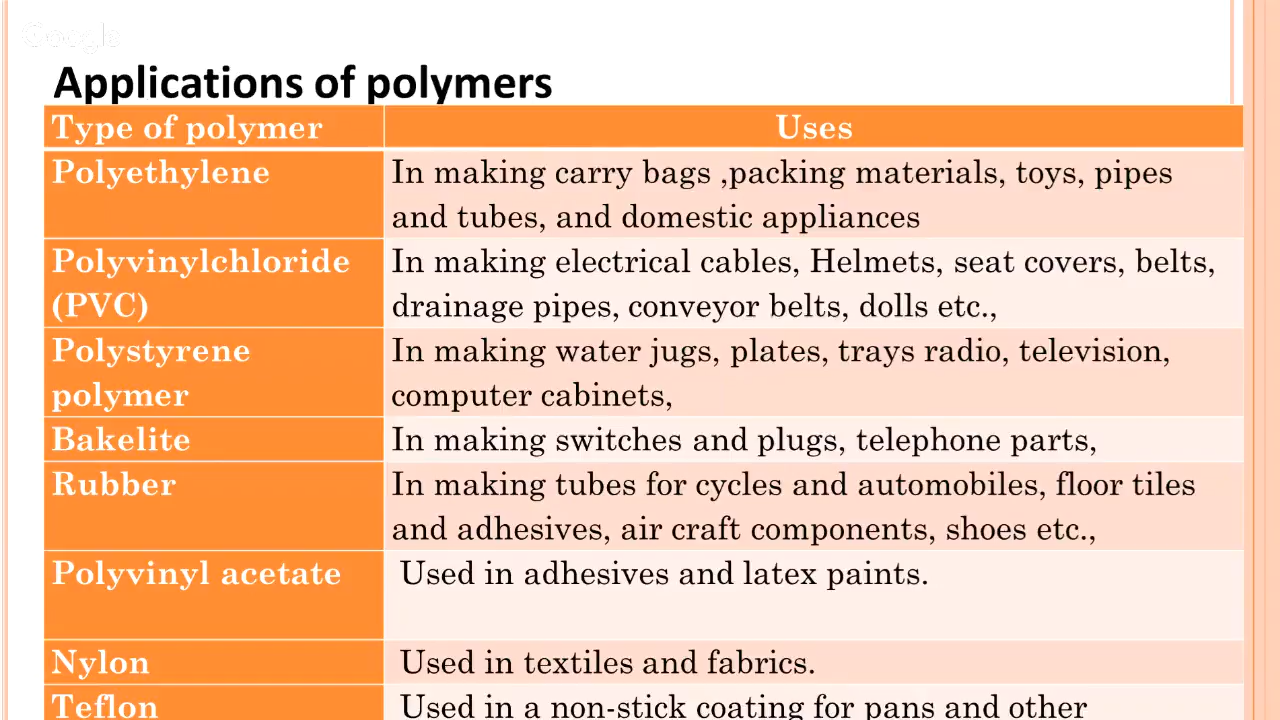 Google
Applications of polymers
Type of polymer Uses
Polyethylene In making carry bags ,packing materials, toys, pipes
and tubes, and domestic appliances
Polyvinylchloride In making electrical cables, Helmets, seat covers, belts,
(PVC) drainage pipes, conveyor belts, dolls etc.,
Polystyrene In making water jugs, plates, trays radio, television,
polymer computer cabinets,
Bakelite In making switches and plugs, telephone parts,
Rubber In making tubes for cycles and automobiles, floor tiles
and adhesives, air craft components, shoes etc.,
Polyvinyl acetate Used in adhesives and latex paints.
Nylon Used in textiles and fabrics.
Teflon Used in a non-stick coating for pans and other